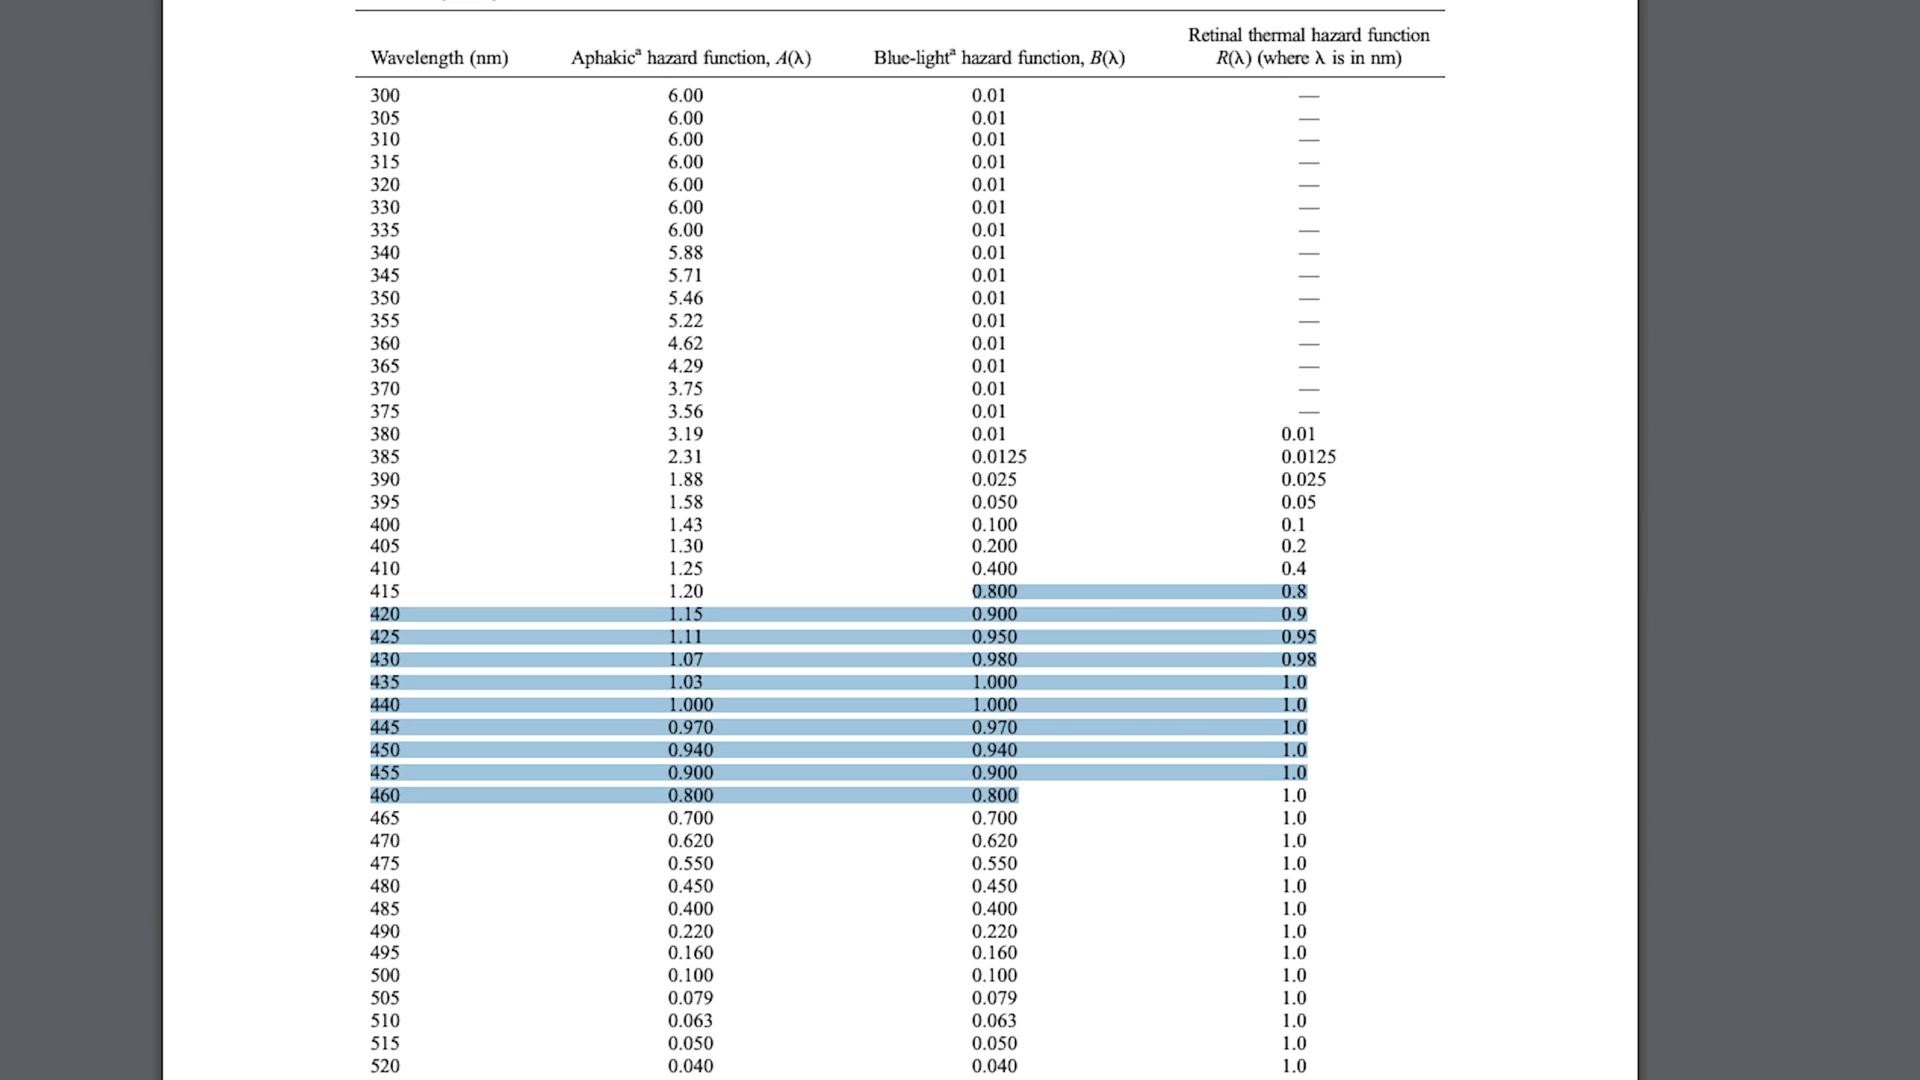 Retinal thermal hazard function
Wavelength (nm) Aphakicª hazard function, A(λ) Blue-lightª hazard function, B(λ) R(λ) (where λ is in nm)
300 6.00 0.01 —
305 6.00 0.01 —
310 6.00 0.01 —
315 6.00 0.01 —
320 6.00 0.01 —
330 6.00 0.01 —
335 6.00 0.01 —
340 5.88 0.01 —
345 5.71 0.01 —
350 5.46 0.01 —
355 5.22 0.01 —
360 4.62 0.01 —
365 4.29 0.01 —
370 3.75 0.01 —
375 3.56 0.01 —
380 3.19 0.01 0.01
385 2.31 0.0125 0.0125
390 1.88 0.025 0.025
395 1.58 0.050 0.05
400 1.43 0.100 0.1
405 1.30 0.200 0.2
410 1.25 0.400 0.4
415 1.20 0.800 0.8
420 1.15 0.900 0.9
425 1.11 0.950 0.95
430 1.07 0.980 0.98
435 1.03 1.000 1.0
440 1.000 1.000 1.0
445 0.970 0.970 1.0
450 0.940 0.940 1.0
455 0.900 0.900 1.0
460 0.800 0.800 1.0
465 0.700 0.700 1.0
470 0.620 0.620 1.0
475 0.550 0.550 1.0
480 0.450 0.450 1.0
485 0.400 0.400 1.0
490 0.220 0.220 1.0
495 0.160 0.160 1.0
500 0.100 0.100 1.0
505 0.079 0.079 1.0
510 0.063 0.063 1.0
515 0.050 0.050 1.0
520 0.040 0.040 1.0